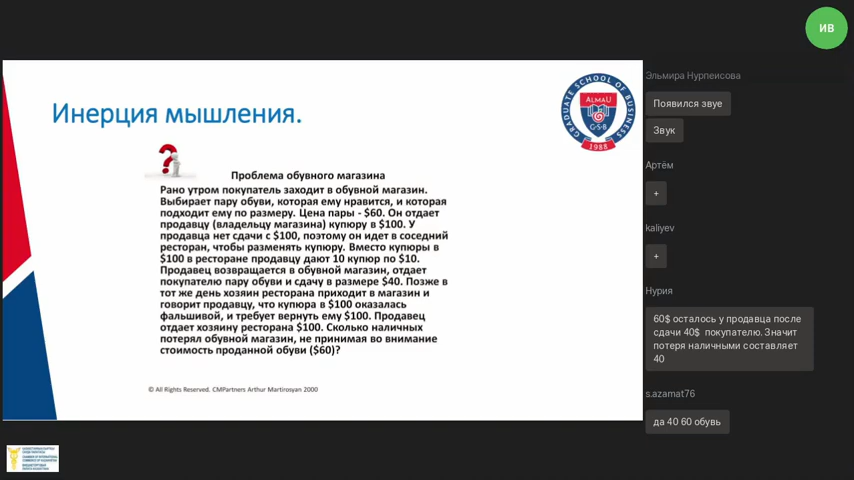 ИВ
Эльмира Нурпеисова
Появился звуе
Звук
Артём
+
kaliyev
+
Нурия
60$ осталось у продавца после
сдачи 40$ покупателю. Значит
потеря наличными составляет
40
s.azamat76
да 40 60 обувь
Инерция мышления.
GRADUATE SCHOOL OF BUSINESS
ALMAU
G·S·B
1988
Проблема обувного магазина
Рано утром покупатель заходит в обувной магазин.
Выбирает пару обуви, которая ему нравится, и которая
подходит ему по размеру. Цена пары - $60. Он отдает
продавцу (владельцу магазина) купюру в $100. У
продавца нет сдачи с $100, поэтому он идет в соседний
ресторан, чтобы разменять купюру. Вместо купюры в
$100 в ресторане продавцу дают 10 купюр по $10.
Продавец возвращается в обувной магазин, отдает
покупателю пару обуви и сдачу в размере $40. Позже в
тот же день хозяин ресторана приходит в магазин и
говорит продавцу, что купюра в $100 оказалась
фальшивой, и требует вернуть ему $100. Продавец
отдает хозяину ресторана $100. Сколько наличных
потерял обувной магазин, не принимая во внимание
стоимость проданной обуви ($60)?
© All Rights Reserved. CMPartners Arthur Martirosyan 2000